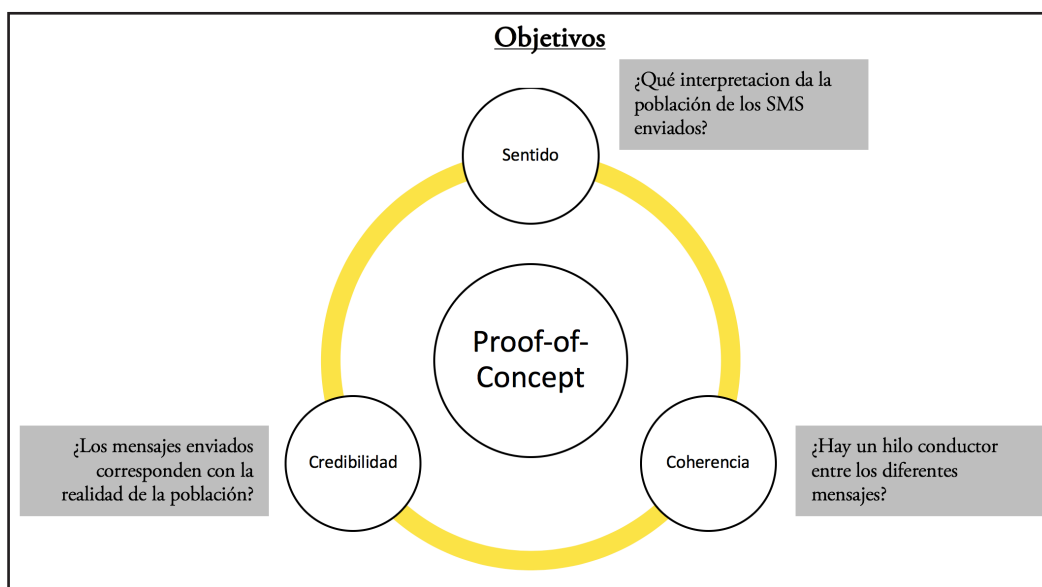 Objetivos
¿Qué interpretacion da la
población de los SMS
enviados?
Sentido
Proof-of-
Concept
¿Los mensajes enviados
corresponden con la
realidad de la población?
Credibilidad
Coherencia
¿Hay un hilo conductor
entre los diferentes
mensajes?